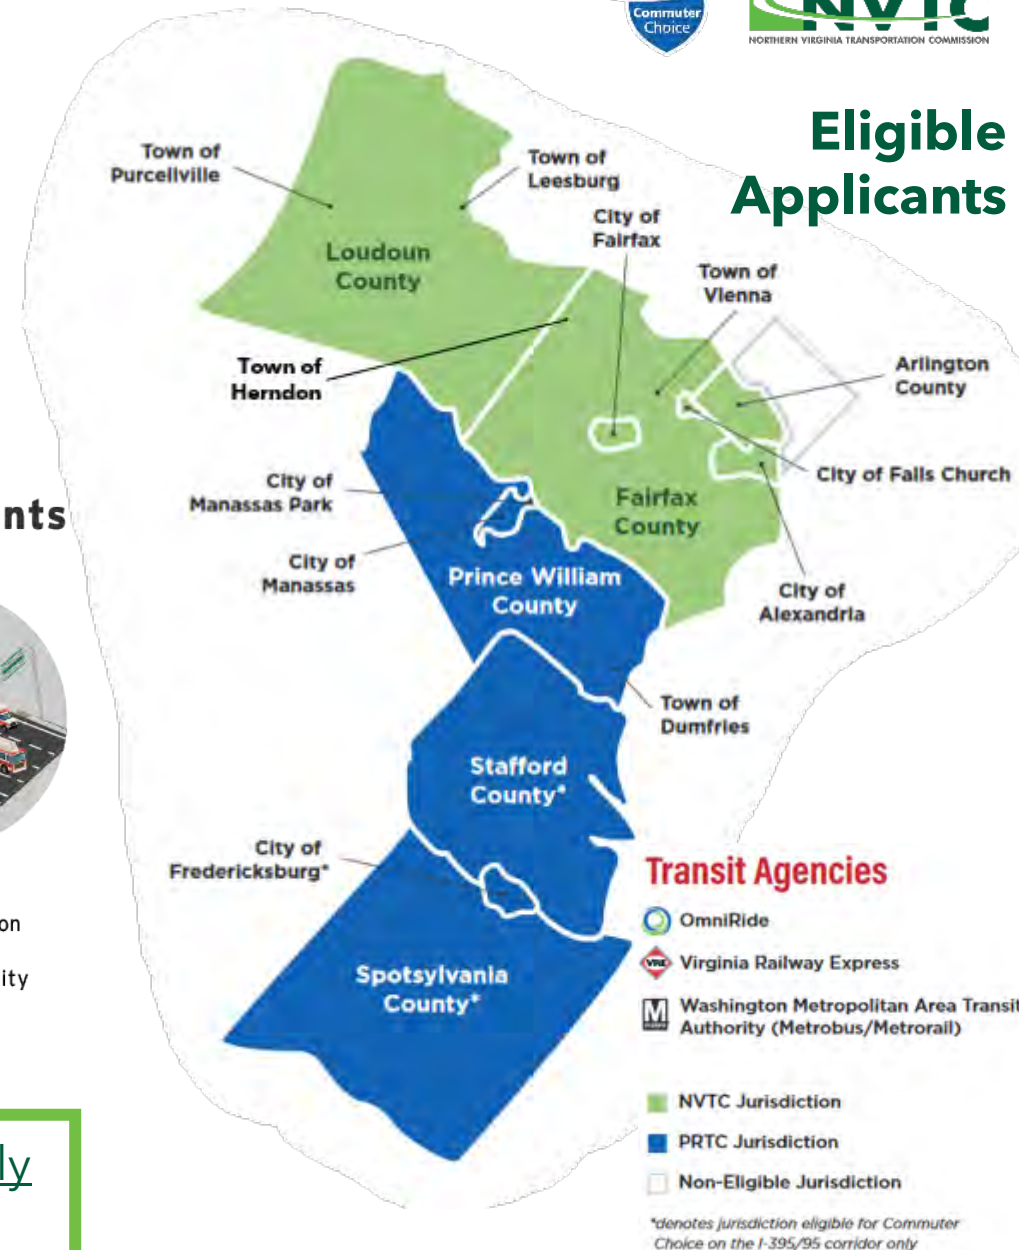 Commuter
Choice
NVTC
NORTHERN VIRGINIA TRANSPORTATION COMMISSION
Eligible
Applicants
Town of
Purcellville
Town of
Leesburg
City of
Fairfax
Loudoun
County
Town of
Vienna
Town of
Herndon
Arlington
County
City of Falls Church
City of
Manassas Park
Fairfax
County
nts
City of
Manassas
Prince William
County
City of
Alexandria
Town of
Dumfries
Stafford
County*
City of
Fredericksburg*
Transit Agencies
OmniRide
on
VRE
Virginia Railway Express
ity
Spotsylvania
County*
M
Washington Metropolitan Area Transit
Authority (Metrobus/Metrorail)
NVTC Jurisdiction
PRTC Jurisdiction
ly
Non-Eligible Jurisdiction
*denotes jurisdiction eligible for Commuter
Choice on the I-395/95 corridor only